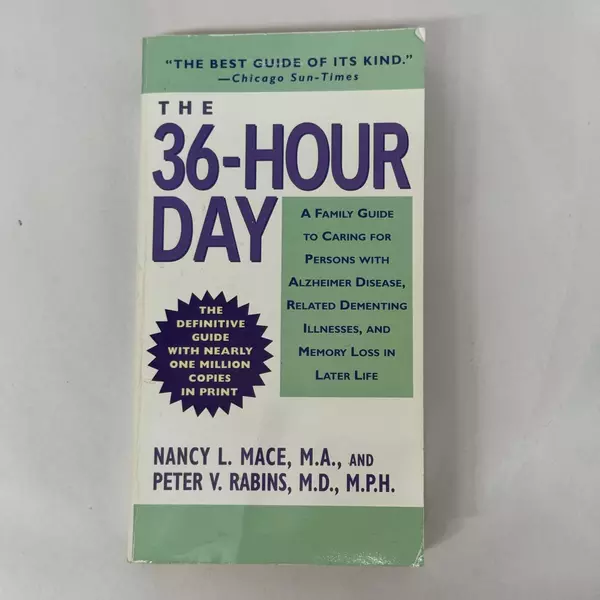 "THE BEST GUIDE OF ITS KIND."
—Chicago Sun-Times
THE
36-HOUR
DAY
A FAMILY GUIDE
TO CARING FOR
PERSONS WITH
ALZHEIMER DISEASE,
RELATED DEMENTING
ILLNESSES, AND
MEMORY LOSS IN
LATER LIFE
THE
DEFINITIVE
GUIDE
WITH NEARLY
ONE MILLION
COPIES
IN PRINT
NANCY L. MACE, M.A., AND
PETER V. RABINS, M.D., M.P.H.